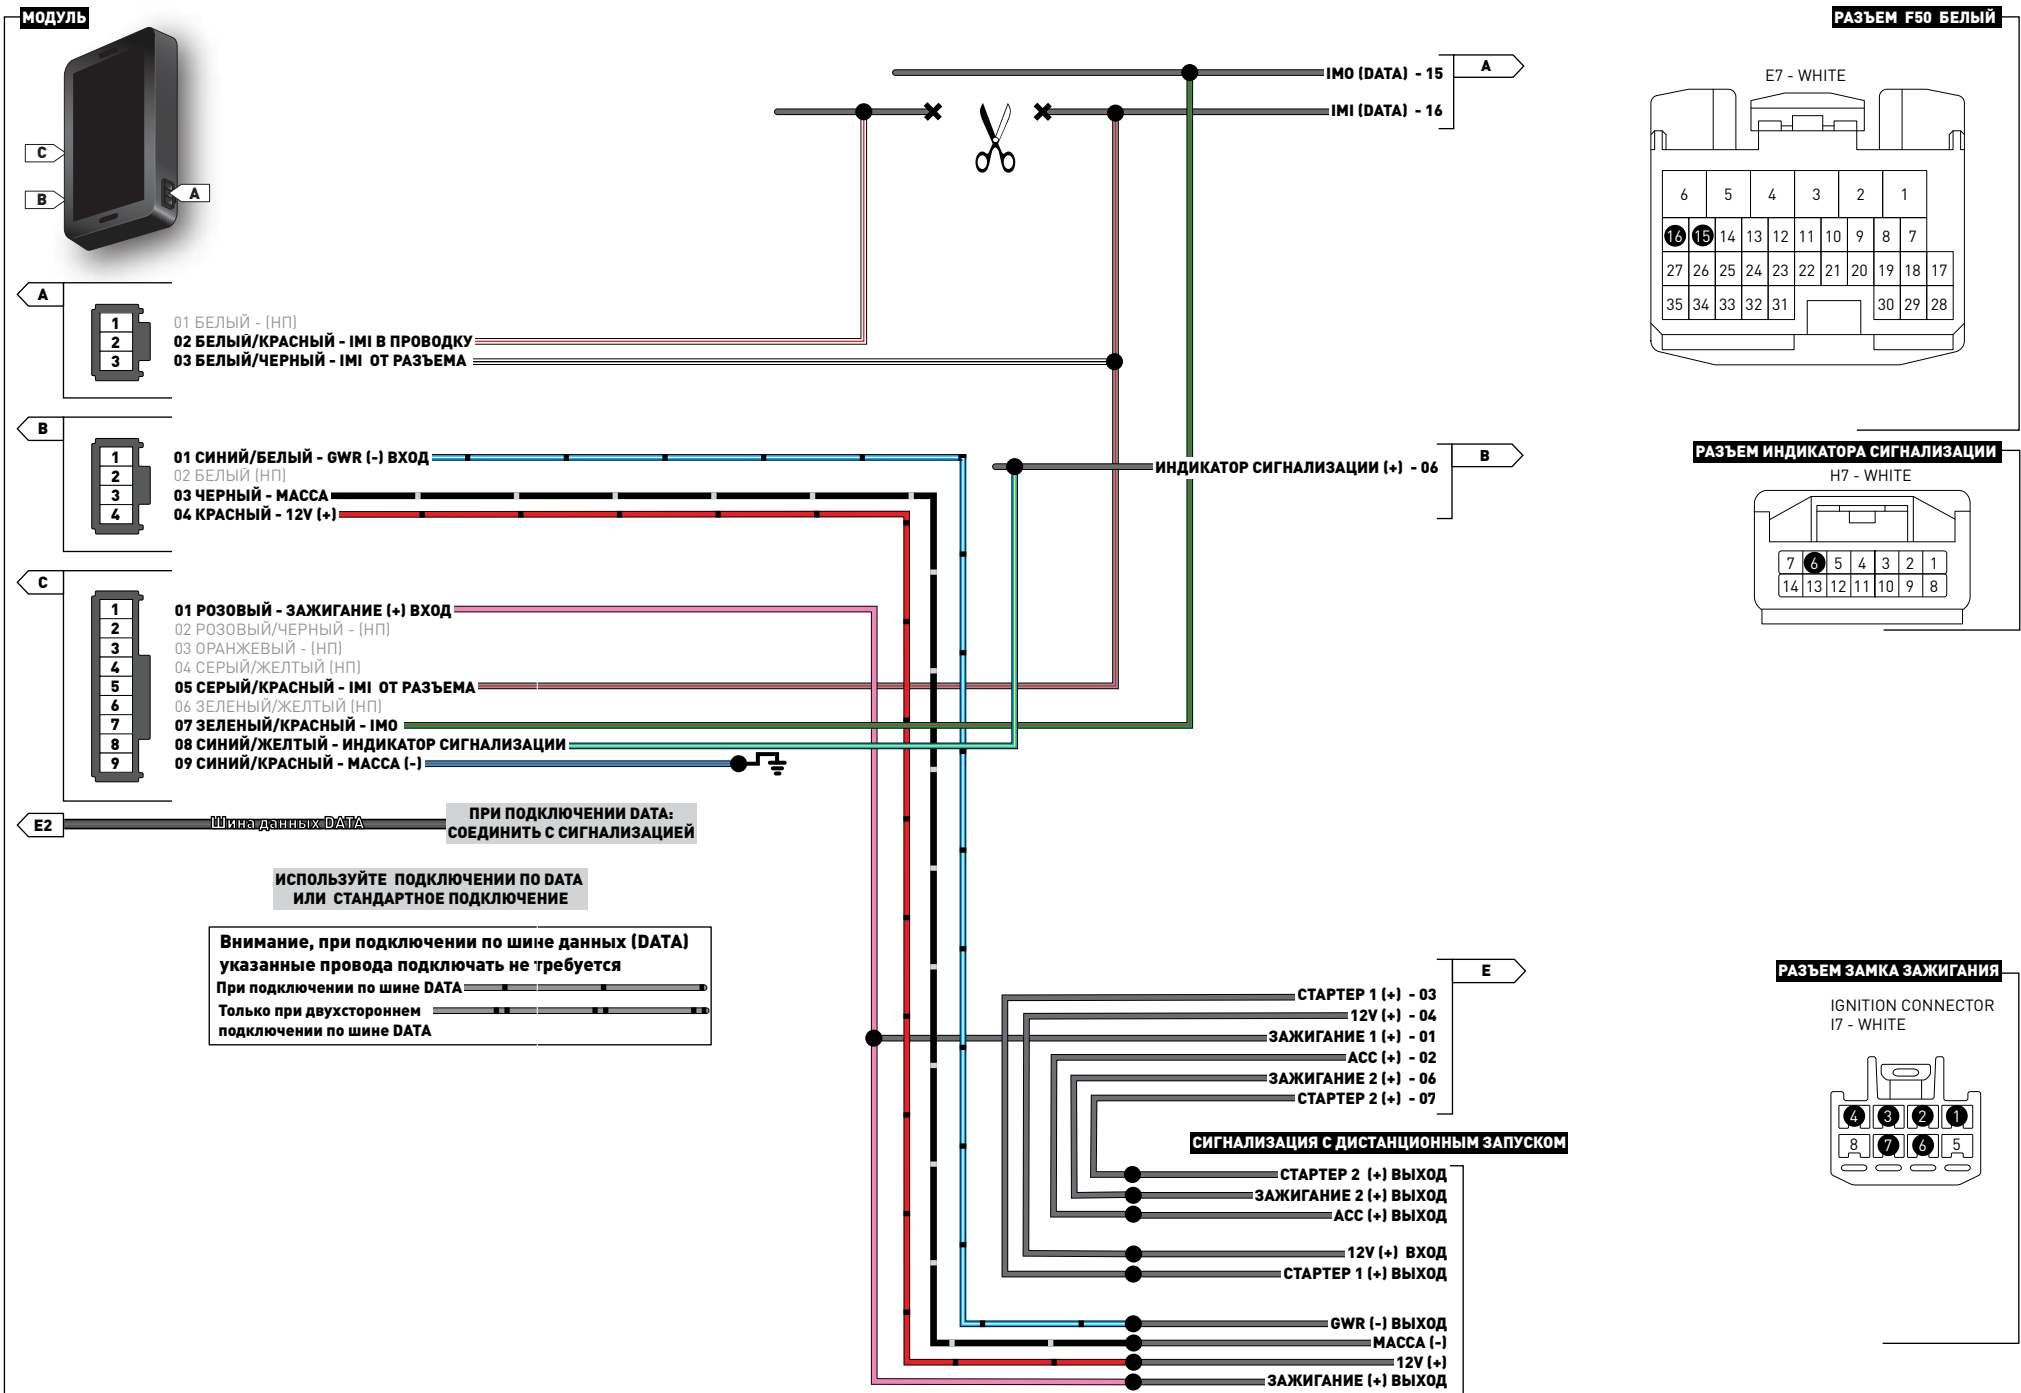 МОДУЛЬ
C
B
A
A
1
2
3
01 БЕЛЫЙ - (НП)
02 БЕЛЫЙ/КРАСНЫЙ - IMI В ПРОВОДКУ
03 БЕЛЫЙ/ЧЕРНЫЙ - IMI ОТ РАЗЪЕМА
B
1
2
3
4
01 СИНИЙ/БЕЛЫЙ - GWR (-) ВХОД
02 БЕЛЫЙ (НП)
03 ЧЕРНЫЙ - МАССА
04 КРАСНЫЙ - 12V (+)
C
1
2
3
4
5
6
7
8
9
01 РОЗОВЫЙ - ЗАЖИГАНИЕ (+) ВХОД
02 РОЗОВЫЙ/ЧЕРНЫЙ - (НП)
03 ОРАНЖЕВЫЙ - (НП)
04 СЕРЫЙ/ЖЕЛТЫЙ (НП)
05 СЕРЫЙ/КРАСНЫЙ - IMI ОТ РАЗЪЕМА
06 ЗЕЛЕНЫЙ/ЖЕЛТЫЙ (НП)
07 ЗЕЛЕНЫЙ/КРАСНЫЙ - IMO
08 СИНИЙ/ЖЕЛТЫЙ - ИНДИКАТОР СИГНАЛИЗАЦИИ
09 СИНИЙ/КРАСНЫЙ - МАССА (-)
E2
Шина данных DATA
ПРИ ПОДКЛЮЧЕНИИ DATA:
СОЕДИНИТЬ С СИГНАЛИЗАЦИЕЙ
ИСПОЛЬЗУЙТЕ ПОДКЛЮЧЕНИИ ПО DATA
ИЛИ СТАНДАРТНОЕ ПОДКЛЮЧЕНИЕ
Внимание, при подключении по шине данных (DATA)
указанные провода подключать не требуется
При подключении по шине DATA
Только при двухстороннем
подключении по шине DATA
IMO (DATA) - 15
IMI (DATA) - 16
A
ИНДИКАТОР СИГНАЛИЗАЦИИ (+) - 06
B
E
СТАРТЕР 1 (+) - 03
12V (+) - 04
ЗАЖИГАНИЕ 1 (+) - 01
ACC (+) - 02
ЗАЖИГАНИЕ 2 (+) - 06
СТАРТЕР 2 (+) - 07
СИГНАЛИЗАЦИЯ С ДИСТАНЦИОННЫМ ЗАПУСКОМ
СТАРТЕР 2 (+) ВЫХОД
ЗАЖИГАНИЕ 2 (+) ВЫХОД
ACC (+) ВЫХОД
12V (+) ВХОД
СТАРТЕР 1 (+) ВЫХОД
GWR (-) ВЫХОД
МАССА (-)
12V (+)
ЗАЖИГАНИЕ (+) ВЫХОД
РАЗЪЕМ F50 БЕЛЫЙ
E7 - WHITE
6 5 4 3 2 1
16 15 14 13 12 11 10 9 8 7
27 26 25 24 23 22 21 20 19 18 17
35 34 33 32 31 30 29 28
РАЗЪЕМ ИНДИКАТОРА СИГНАЛИЗАЦИИ
H7 - WHITE
7 6 5 4 3 2 1
14 13 12 11 10 9 8
РАЗЪЕМ ЗАМКА ЗАЖИГАНИЯ
IGNITION CONNECTOR
I7 - WHITE
4 3 2 1
8 7 6 5